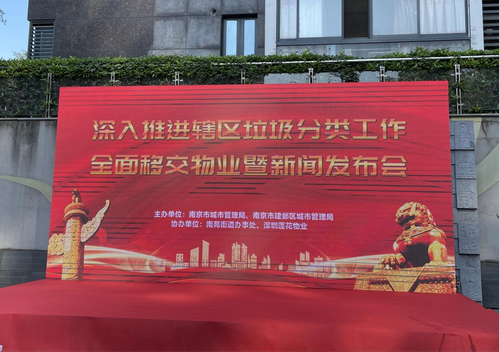 深入推进辖区垃圾分类工作
全面移交物业暨新闻发布会
主办单位：南京市城市管理局、南京市建邺区城市管理局
协办单位：南苑街道办事处、深圳莲花物业